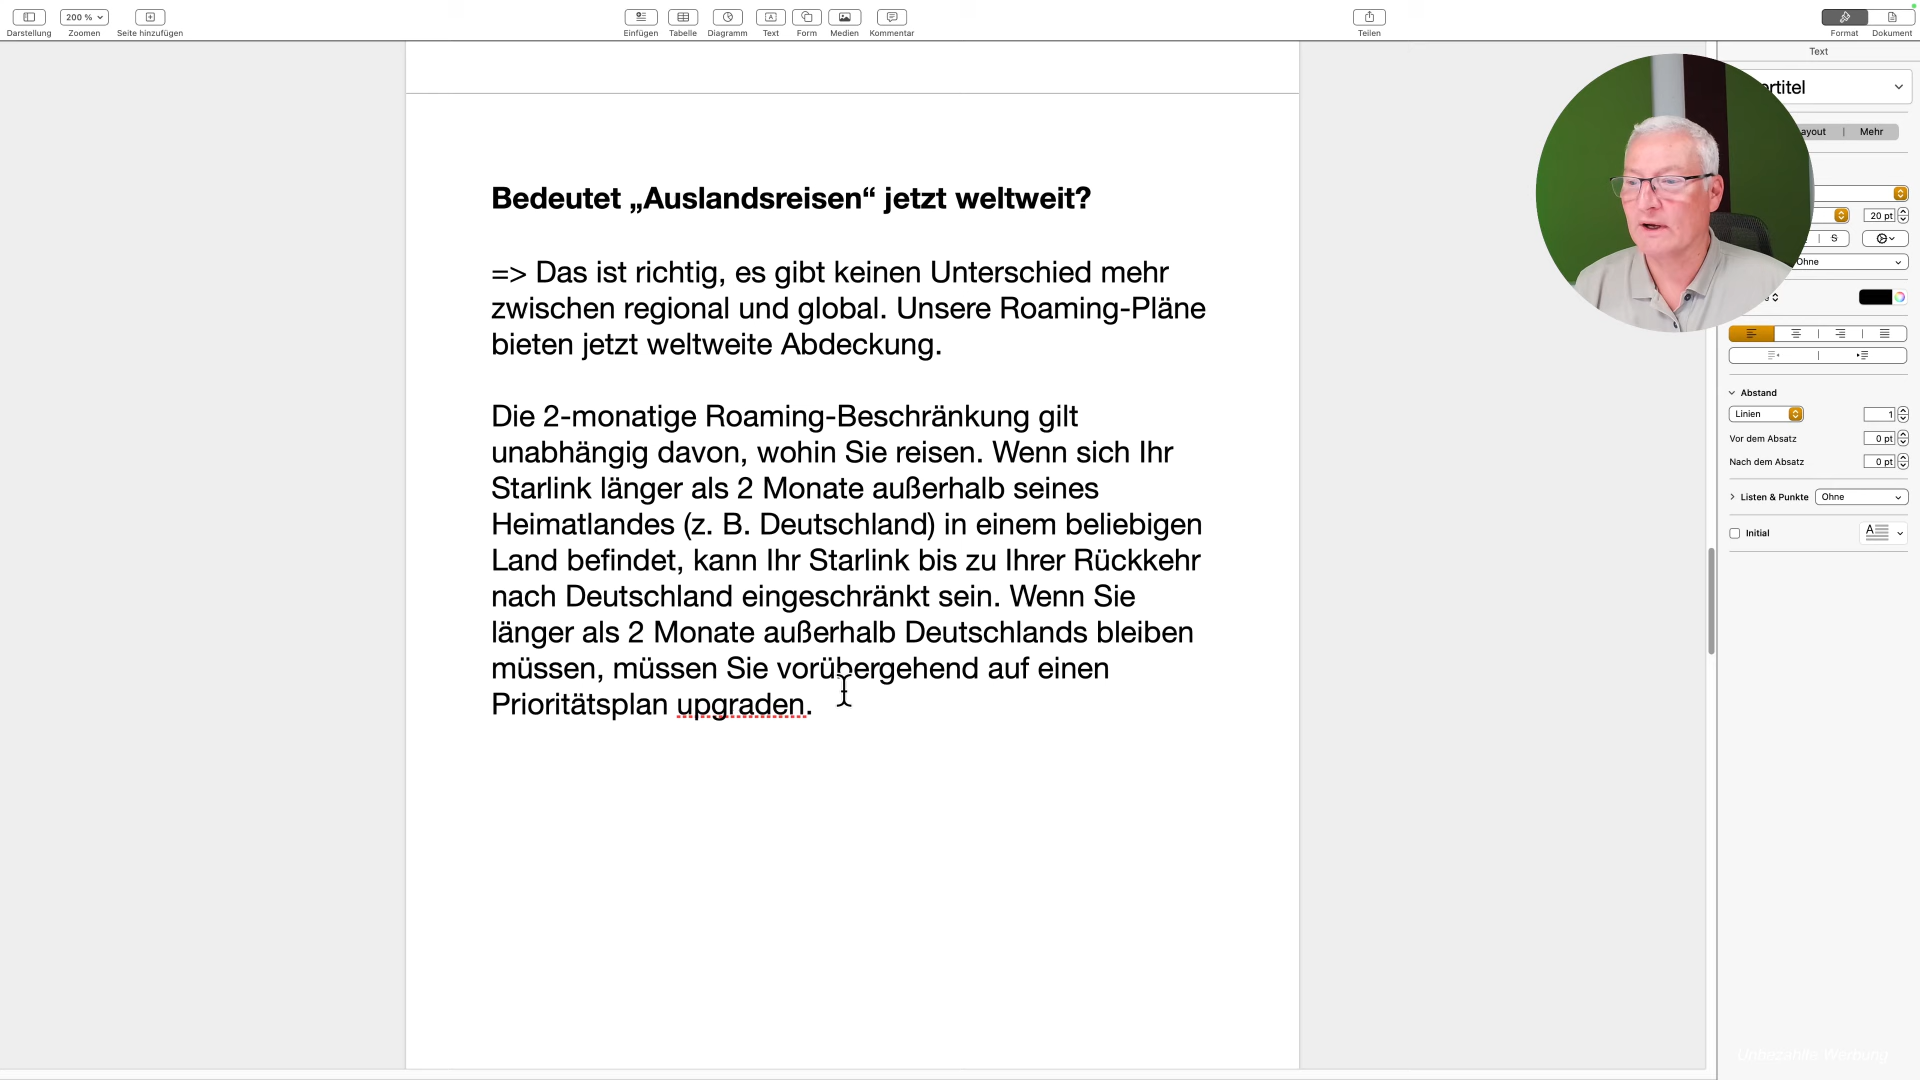 200 %
Darstellung
Zoomen
Seite hinzufügen
Einfügen
Tabelle
Diagramm
Text
Form
Medien
Kommentar
Teilen
Format
Dokument
Text
rtitel
ayout
Mehr
20 pt
S
Ohne
Bedeutet „Auslandsreisen“ jetzt weltweit?
=> Das ist richtig, es gibt keinen Unterschied mehr
zwischen regional und global. Unsere Roaming-Pläne
bieten jetzt weltweite Abdeckung.
Die 2-monatige Roaming-Beschränkung gilt
unabhängig davon, wohin Sie reisen. Wenn sich Ihr
Starlink länger als 2 Monate außerhalb seines
Heimatlandes (z. B. Deutschland) in einem beliebigen
Land befindet, kann Ihr Starlink bis zu Ihrer Rückkehr
nach Deutschland eingeschränkt sein. Wenn Sie
länger als 2 Monate außerhalb Deutschlands bleiben
müssen, müssen Sie vorübergehend auf einen
Prioritätsplan upgraden.
Abstand
Linien
1
Vor dem Absatz
0 pt
Nach dem Absatz
0 pt
Listen & Punkte
Ohne
Initial
A
Unbezahlte Werbung